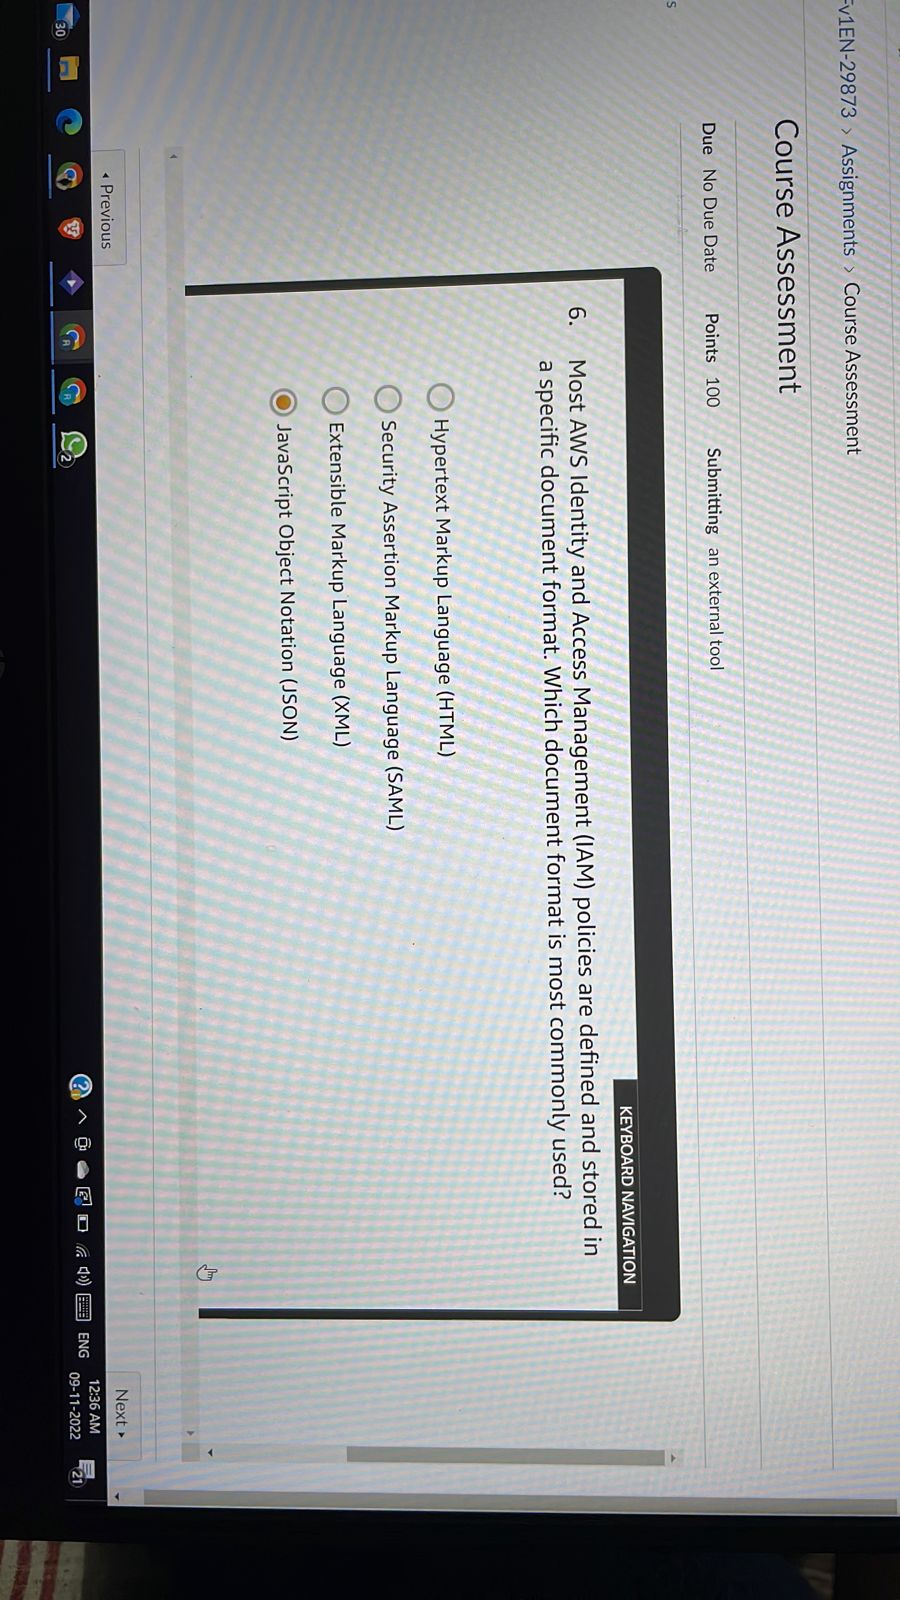 Fv1EN-29873 > Assignments > Course Assessment
s
Course Assessment
Due No Due Date Points 100 Submitting an external tool
KEYBOARD NAVIGATION
6. Most AWS Identity and Access Management (IAM) policies are defined and stored in
a specific document format. Which document format is most commonly used?
Hypertext Markup Language (HTML)
Security Assertion Markup Language (SAML)
Extensible Markup Language (XML)
JavaScript Object Notation (JSON)
◂ Previous
Next ▸
30
2
ENG
12:36 AM
09-11-2022
21